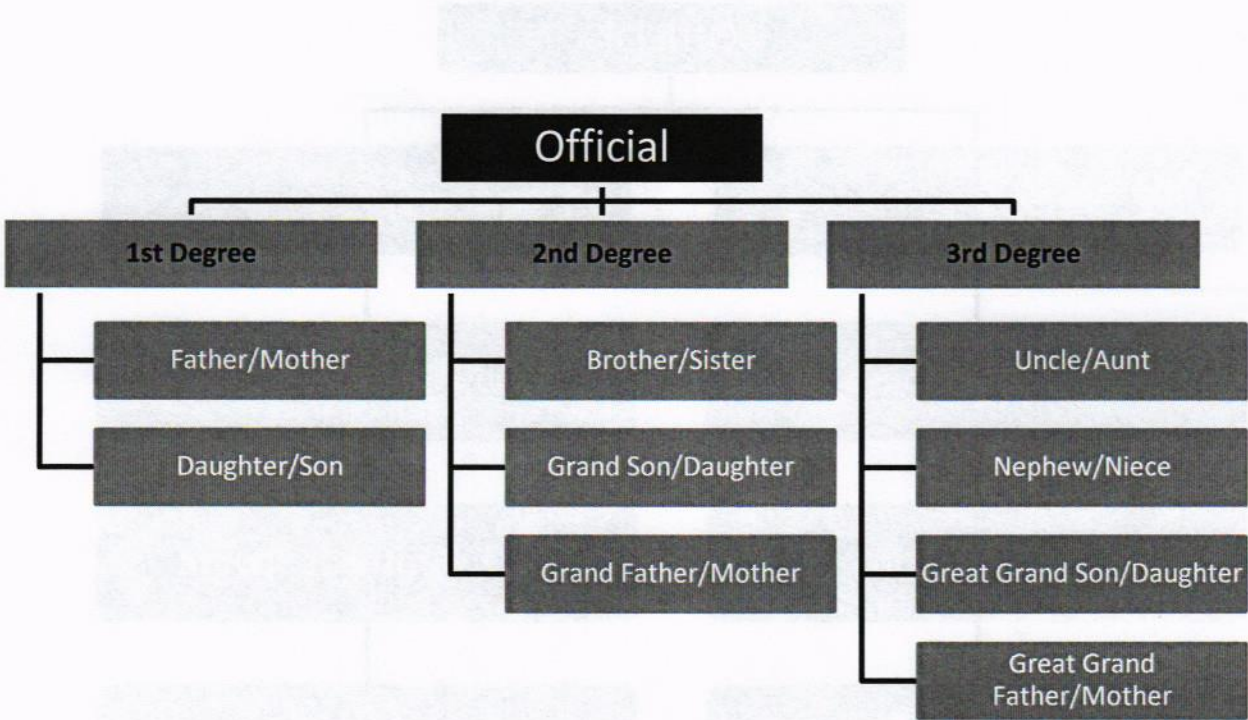 Official
1st Degree
2nd Degree
3rd Degree
Father/Mother
Brother/Sister
Uncle/Aunt
Daughter/Son
Grand Son/Daughter
Nephew/Niece
Grand Father/Mother
Great Grand Son/Daughter
Great Grand
Father/Mother